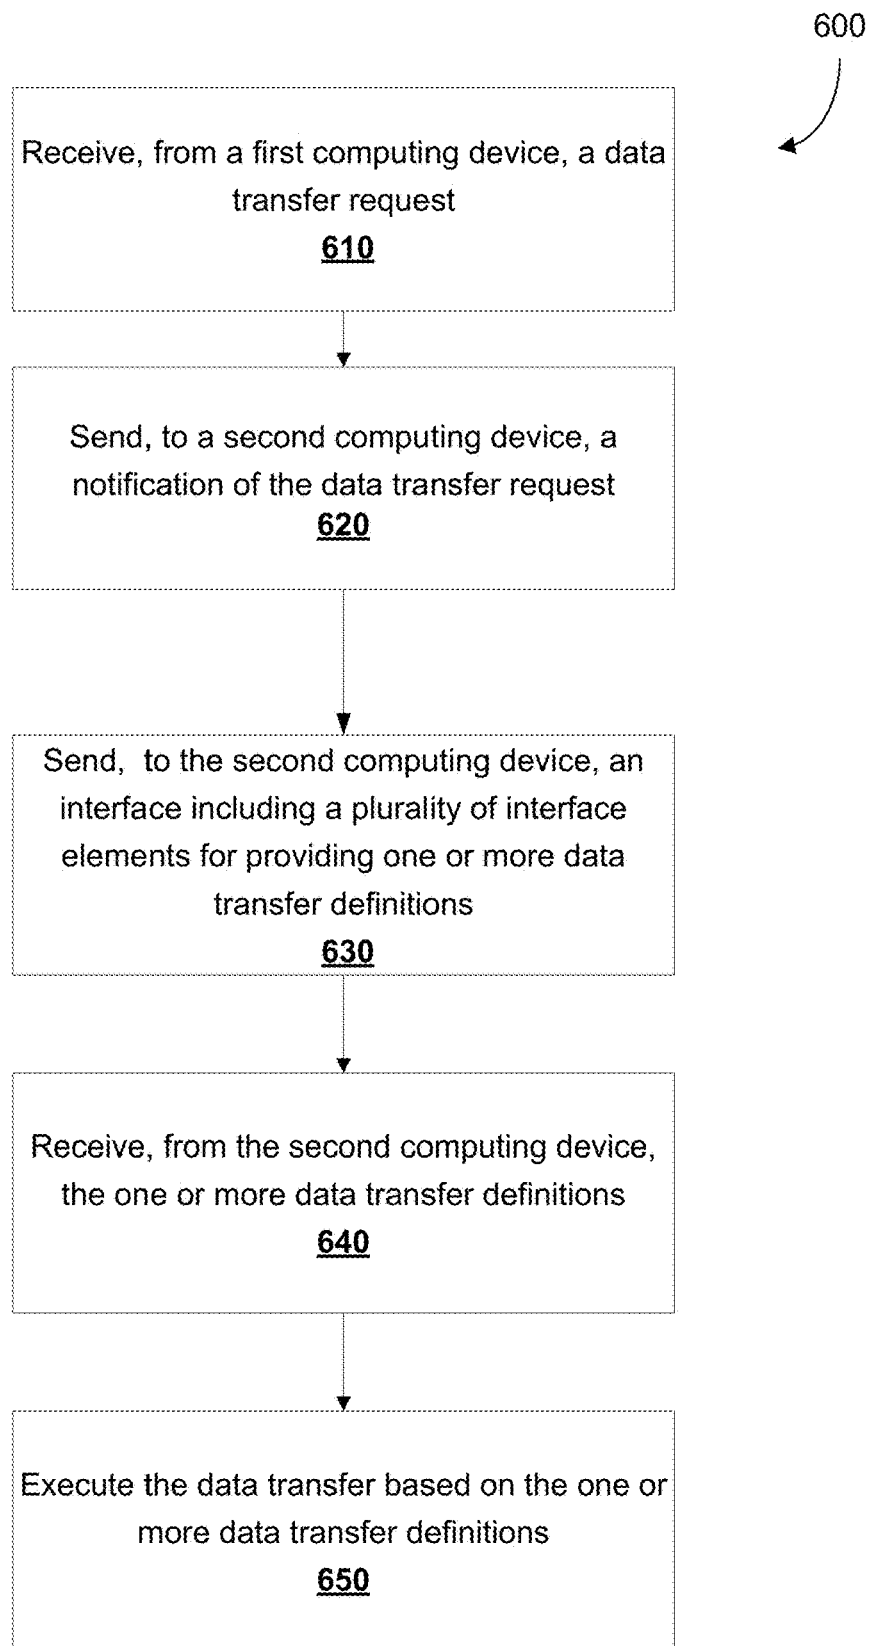 600
Receive, from a first computing device, a data
transfer request
610
Send, to a second computing device, a
notification of the data transfer request
620
Send, to the second computing device, an
interface including a plurality of interface
elements for providing one or more data
transfer definitions
630
Receive, from the second computing device,
the one or more data transfer definitions
640
Execute the data transfer based on the one or
more data transfer definitions
650